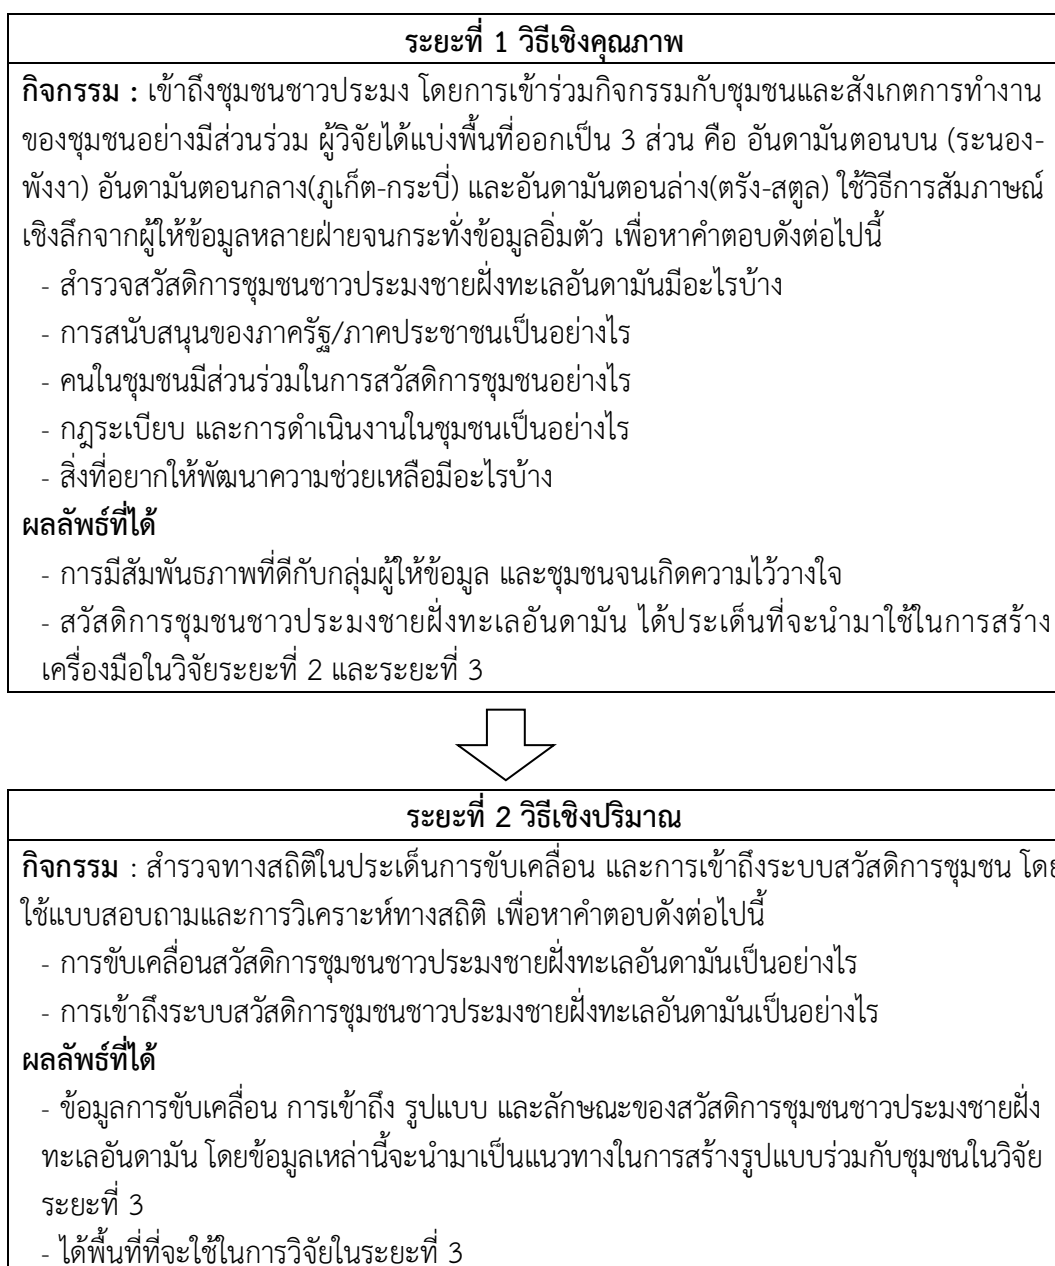 ระยะที่ 1 วิธีเชิงคุณภาพ
กิจกรรม : เข้าถึงชุมชนชาวประมง โดยการเข้าร่วมกิจกรรมกับชุมชนและสังเกตการทำงาน
ของชุมชนอย่างมีส่วนร่วม ผู้วิจัยได้แบ่งพื้นที่ออกเป็น 3 ส่วน คือ อันดามันตอนบน (ระนอง-
พังงา) อันดามันตอนกลาง(ภูเก็ต-กระบี่) และอันดามันตอนล่าง(ตรัง-สตูล) ใช้วิธีการสัมภาษณ์
เชิงลึกจากผู้ให้ข้อมูลหลายฝ่ายจนกระทั่งข้อมูลอิ่มตัว เพื่อหาคำตอบดังต่อไปนี้
- สำรวจสวัสดิการชุมชนชาวประมงชายฝั่งทะเลอันดามันมีอะไรบ้าง
- การสนับสนุนของภาครัฐ/ภาคประชาชนเป็นอย่างไร
- คนในชุมชนมีส่วนร่วมในการสวัสดิการชุมชนอย่างไร
- กฎระเบียบ และการดำเนินงานในชุมชนเป็นอย่างไร
- สิ่งที่อยากให้พัฒนาความช่วยเหลือมีอะไรบ้าง
ผลลัพธ์ที่ได้
- การมีสัมพันธภาพที่ดีกับกลุ่มผู้ให้ข้อมูล และชุมชนจนเกิดความไว้วางใจ
- สวัสดิการชุมชนชาวประมงชายฝั่งทะเลอันดามัน ได้ประเด็นที่จะนำมาใช้ในการสร้าง
เครื่องมือในวิจัยระยะที่ 2 และระยะที่ 3
ระยะที่ 2 วิธีเชิงปริมาณ
กิจกรรม : สำรวจทางสถิติในประเด็นการขับเคลื่อน และการเข้าถึงระบบสวัสดิการชุมชน โดย
ใช้แบบสอบถามและการวิเคราะห์ทางสถิติ เพื่อหาคำตอบดังต่อไปนี้
- การขับเคลื่อนสวัสดิการชุมชนชาวประมงชายฝั่งทะเลอันดามันเป็นอย่างไร
- การเข้าถึงระบบสวัสดิการชุมชนชาวประมงชายฝั่งทะเลอันดามันเป็นอย่างไร
ผลลัพธ์ที่ได้
- ข้อมูลการขับเคลื่อน การเข้าถึง รูปแบบ และลักษณะของสวัสดิการชุมชนชาวประมงชายฝั่ง
ทะเลอันดามัน โดยข้อมูลเหล่านี้จะนำมาเป็นแนวทางในการสร้างรูปแบบร่วมกับชุมชนในวิจัย
ระยะที่ 3
- ได้พื้นที่ที่จะใช้ในการวิจัยในระยะที่ 3